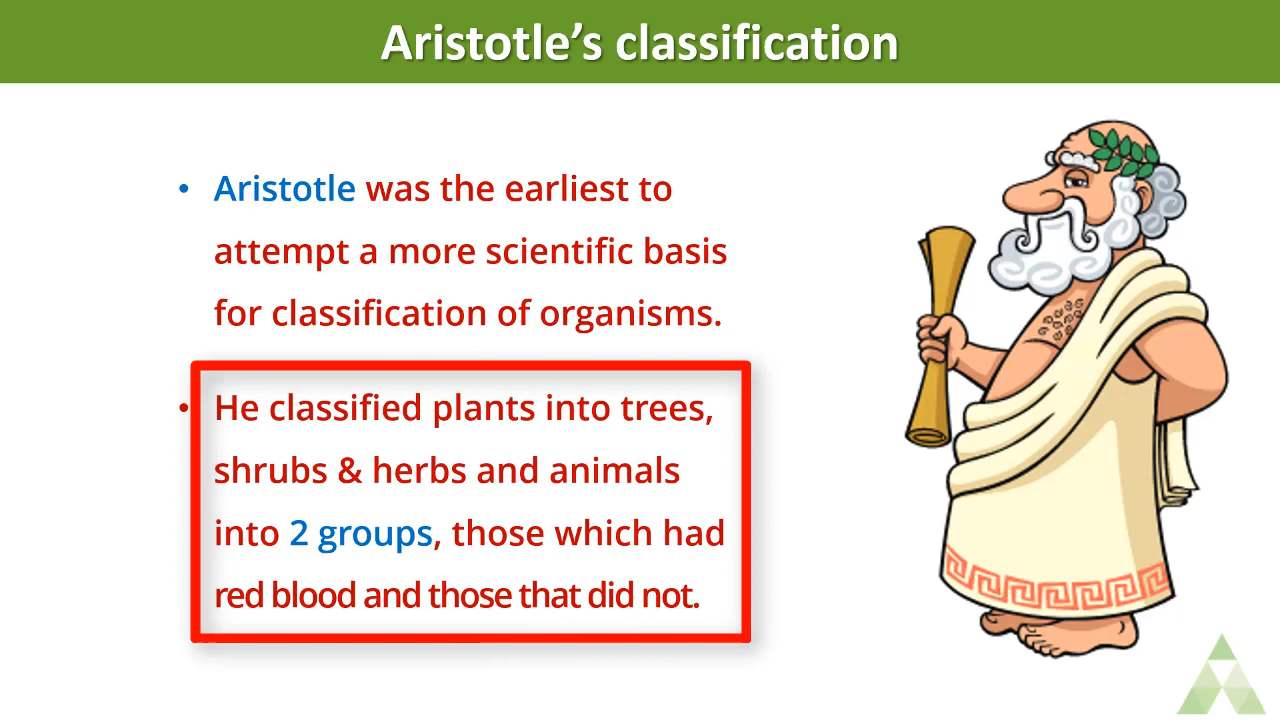 Aristotle’s classification
• Aristotle was the earliest to
attempt a more scientific basis
for classification of organisms.
• He classified plants into trees,
shrubs & herbs and animals
into 2 groups, those which had
red blood and those that did not.